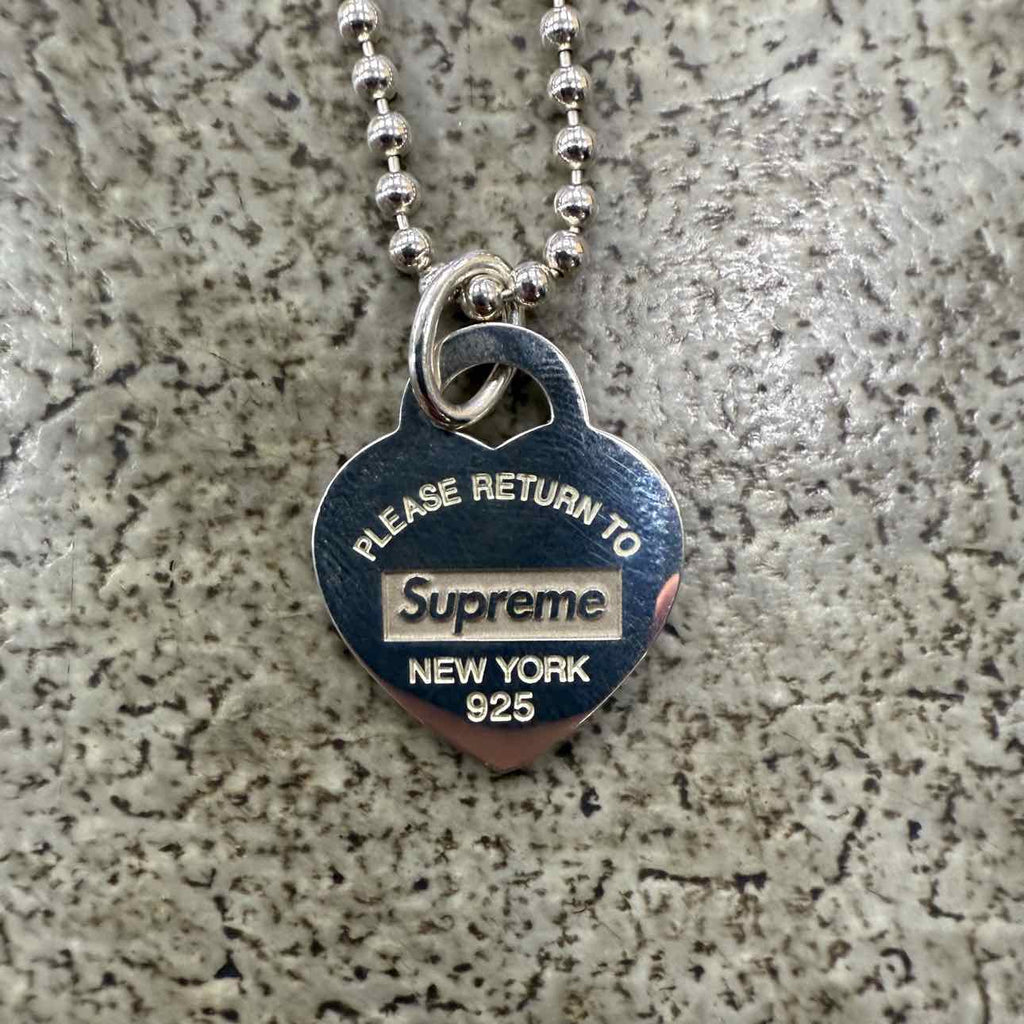 PLEASE RETURN TO
Supreme
NEW YORK
925